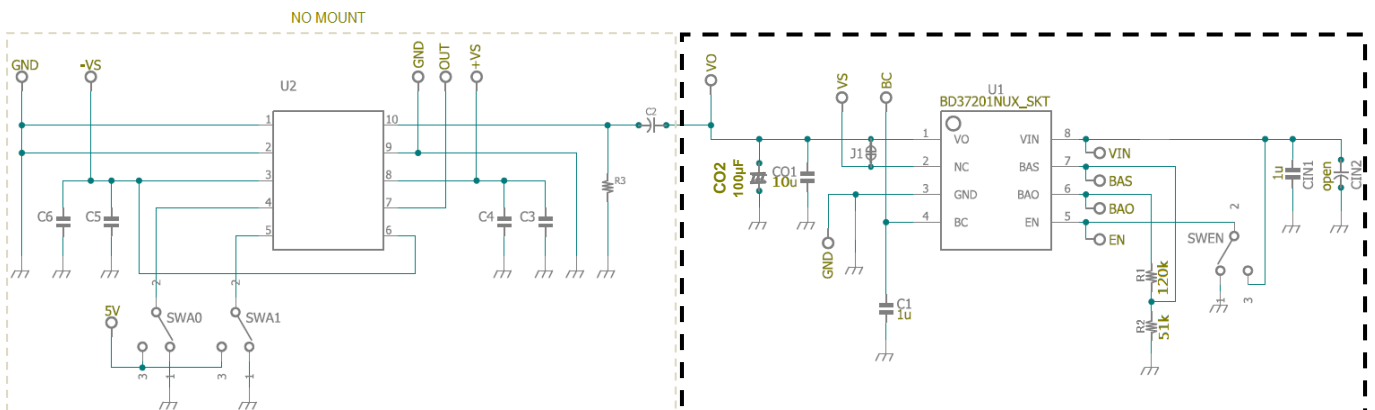 NO MOUNT
GND
-VS
U2
GND
OUT
+VS
1
2
3
4
5
10
9
8
7
6
C6
C5
C4
C3
R3
C2
5V
2
SWA0
3
1
2
SWA1
3
1
VO
VS
BC
U1
BD37201NUX_SKT
CO2
100µF
CO1
10u
J1
GND
C1
1u
1
2
3
4
VO
NC
GND
BC
VIN
BAS
BAO
EN
8
7
6
5
VIN
BAS
BAO
EN
R1
120k
R2
51k
SWEN
2
1
3
1u
CIN1
open
CIN2